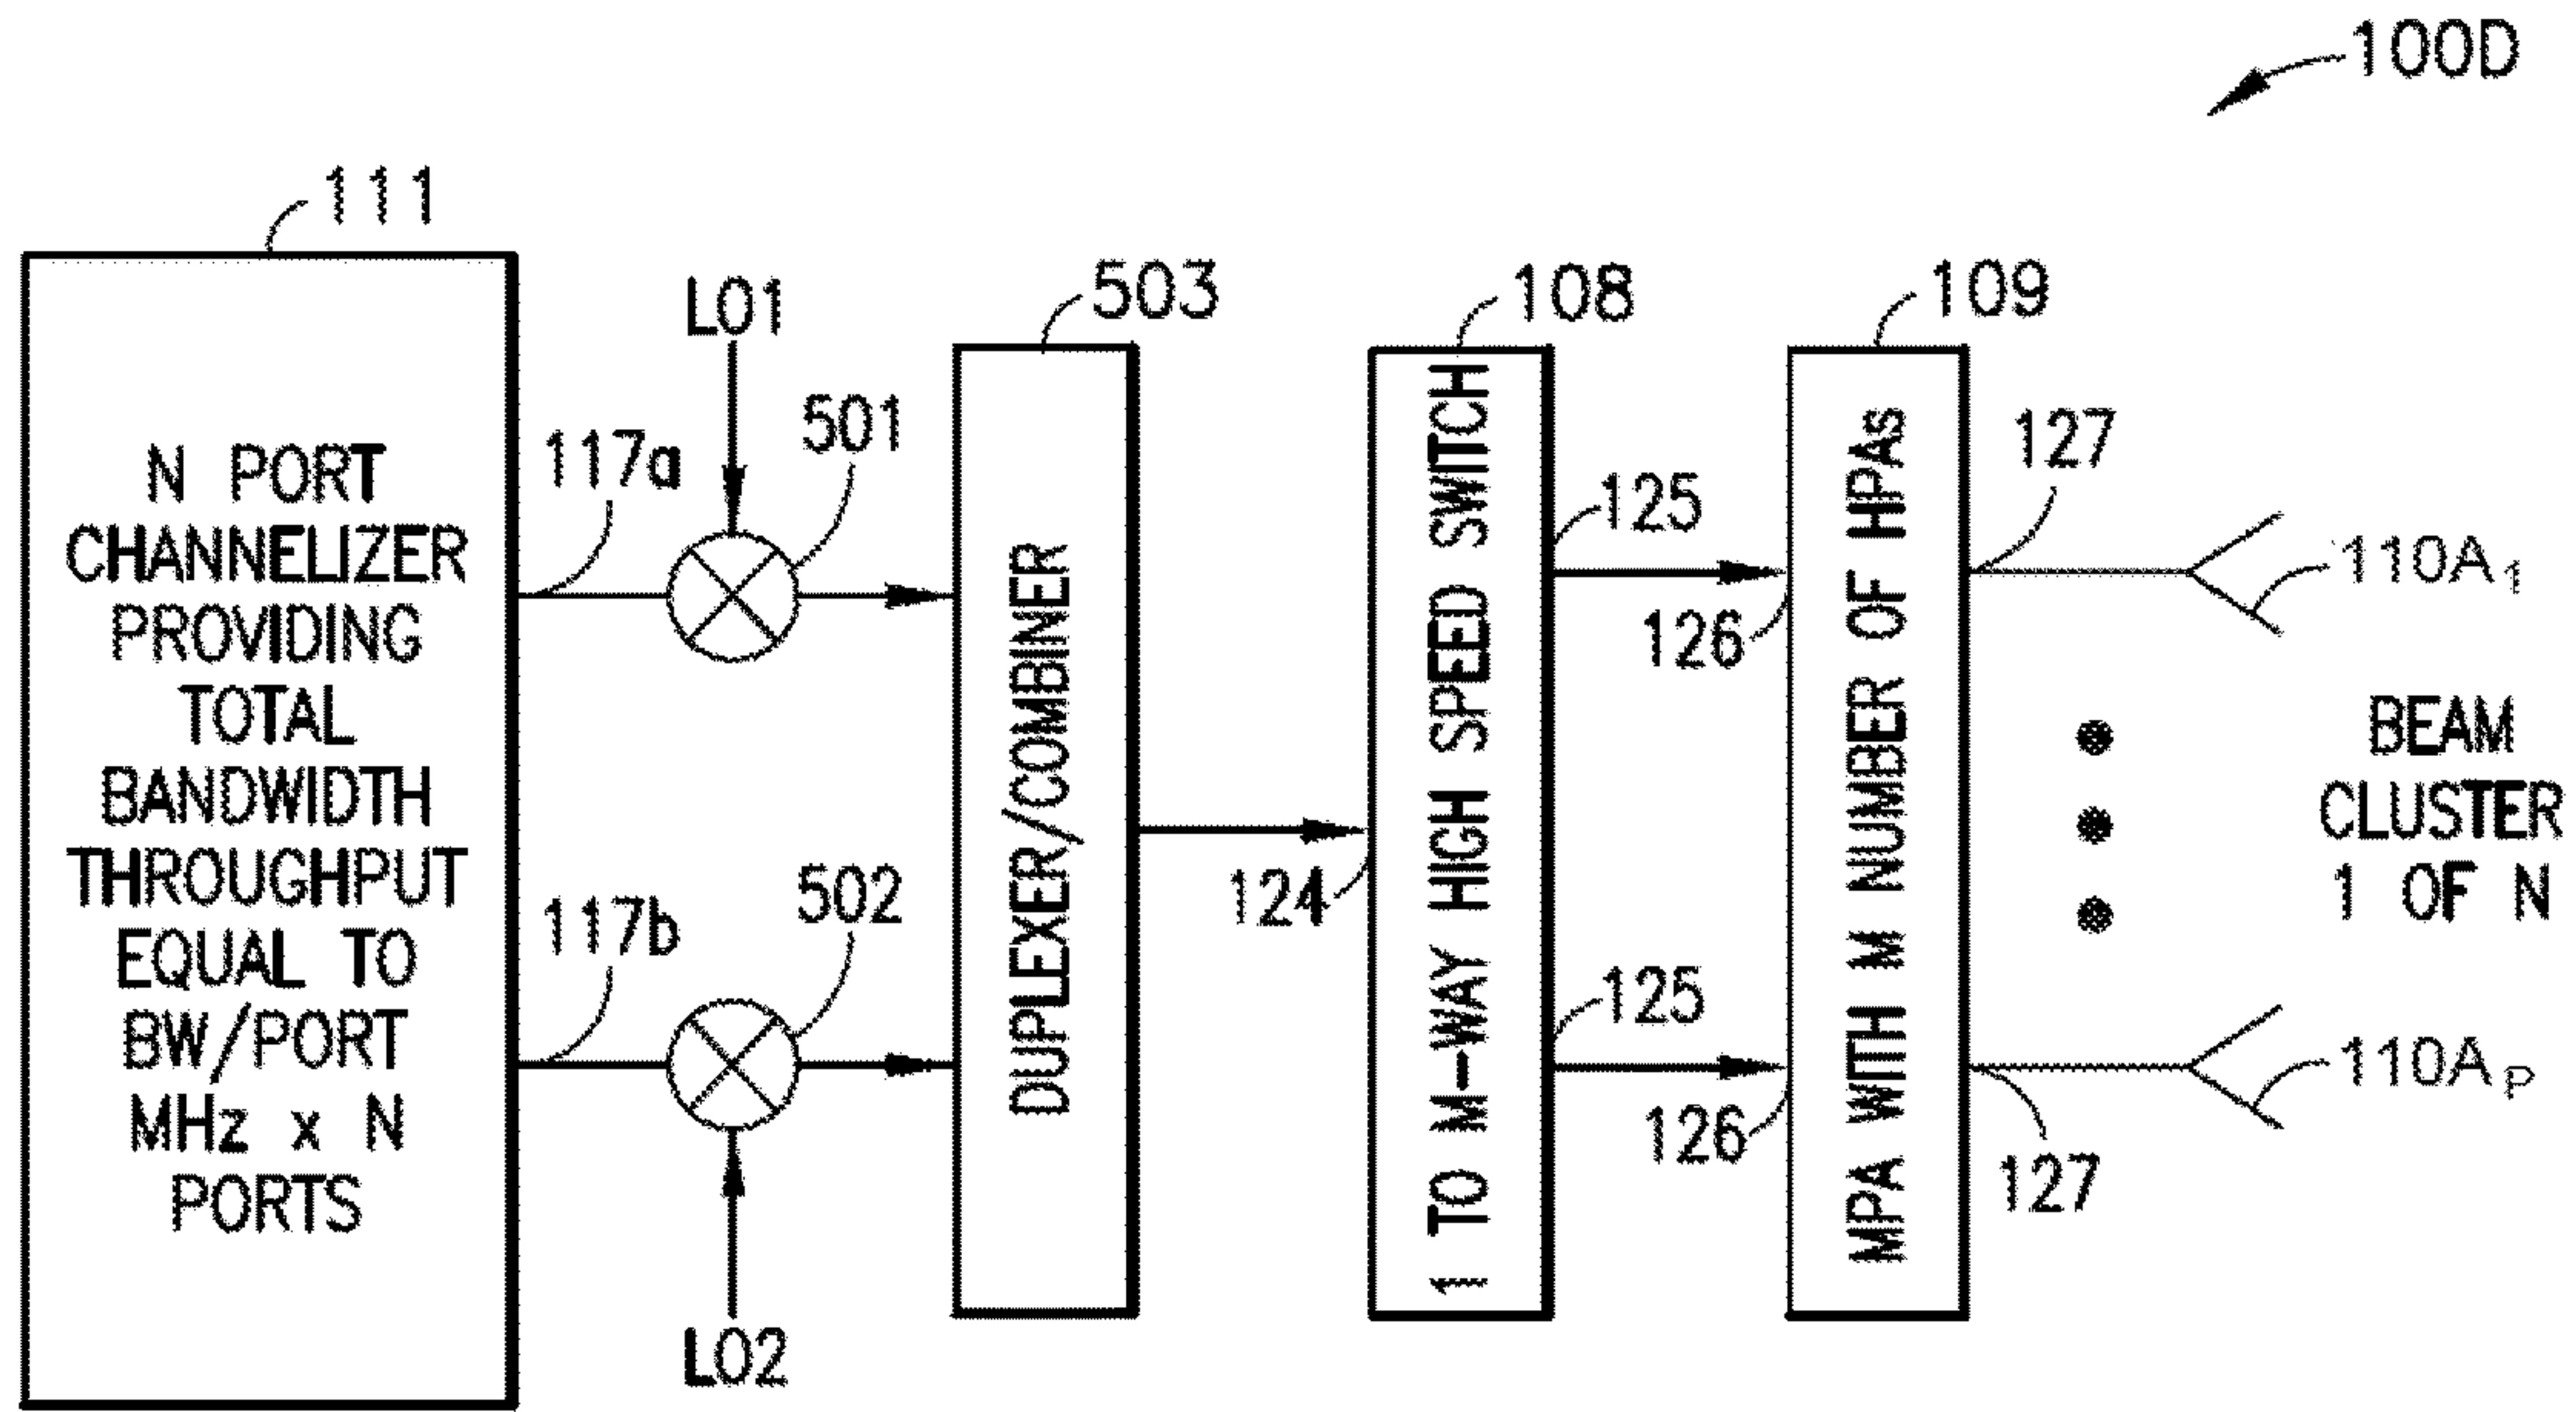 100D
111
N PORT
CHANNELIZER
PROVIDING
TOTAL
BANDWIDTH
THROUGHPUT
EQUAL TO
BW/PORT
MHz x N
PORTS
117a
117b
LO1
501
502
LO2
503
DUPLEXER/COMBINER
124
108
1 TO M-WAY HIGH SPEED SWITCH
125
126
125
126
109
MPA WITH M NUMBER OF HPAs
127
127
110A1
BEAM
CLUSTER
1 OF N
110AP